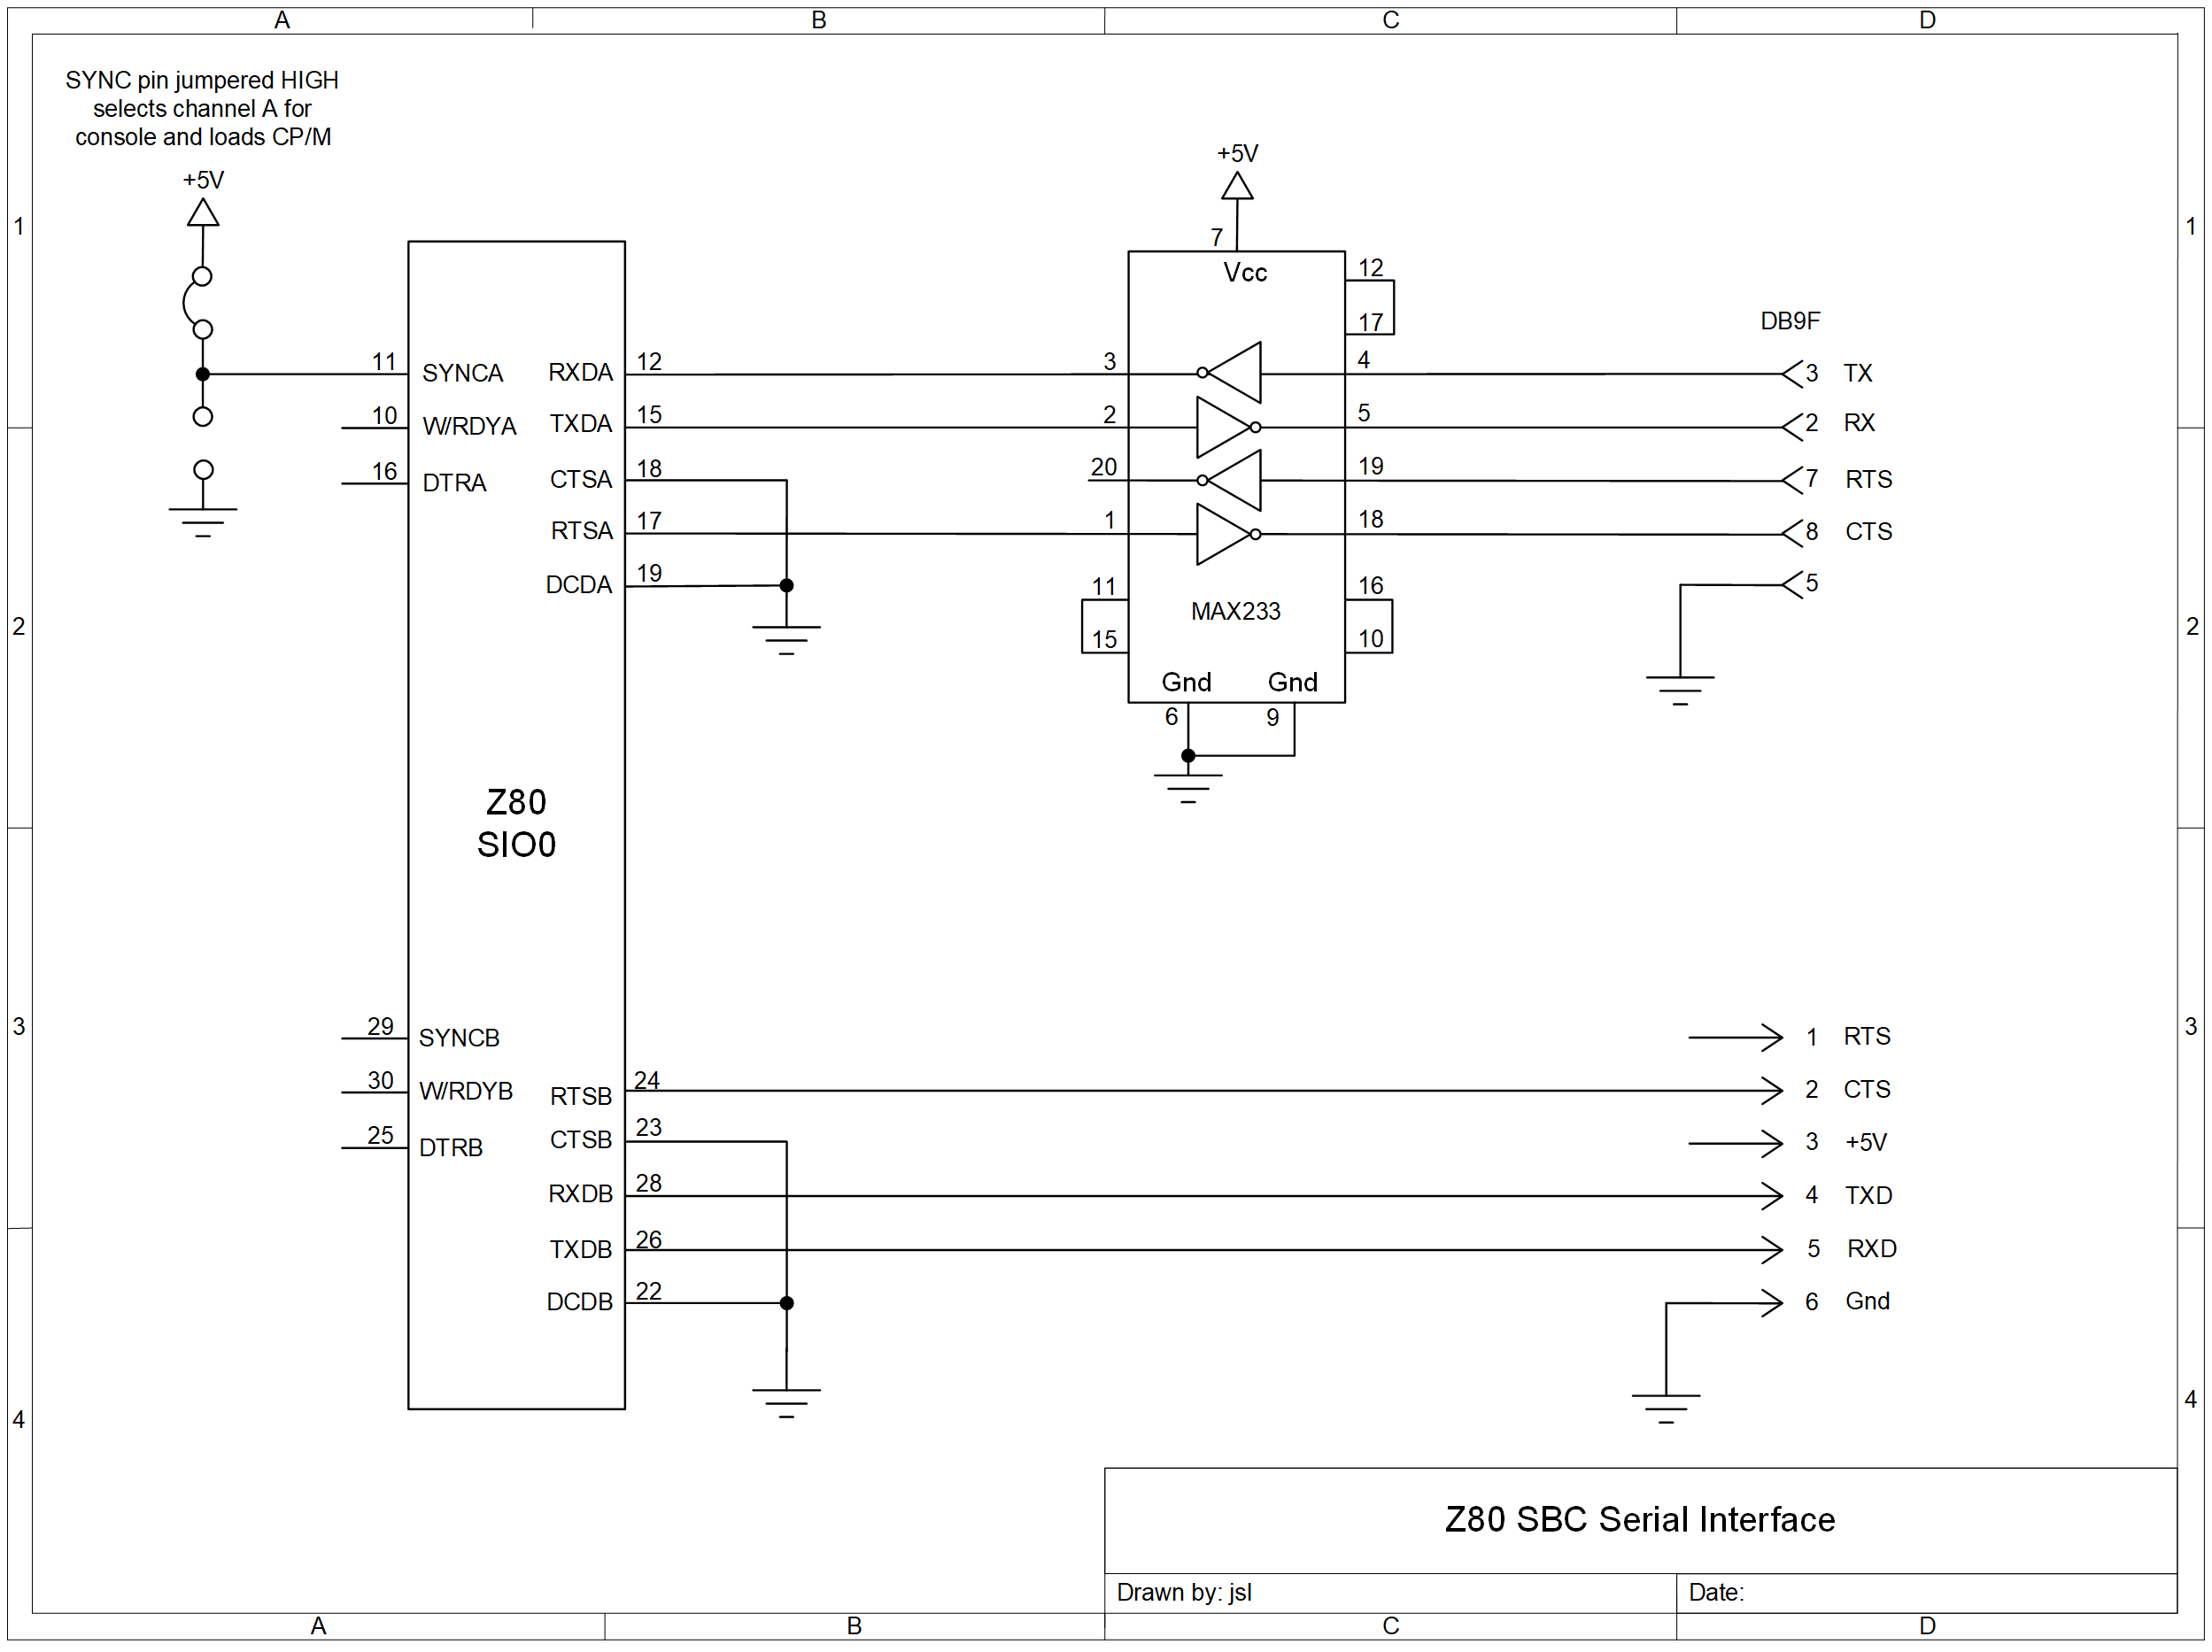 A B C D
SYNC pin jumpered HIGH
selects channel A for
console and loads CP/M
+5V
+5V
1
1
7
Vcc
12
17
DB9F
11 SYNCA RXDA 12 3 4 3 TX
10 W/RDYA TXDA 15 2 5 2 RX
16 DTRA CTSA 18 20 19 7 RTS
RTSA 17 1 18 8 CTS
DCDA 19 11 16 5
MAX233
15 10
2
2
Gnd Gnd
6 9
Z80
SIO0
3
3
29 SYNCB 1 RTS
30 W/RDYB RTSB 24 2 CTS
25 DTRB CTSB 23 3 +5V
RXDB 28 4 TXD
TXDB 26 5 RXD
DCDB 22 6 Gnd
4
4
Z80 SBC Serial Interface
Drawn by: jsl Date:
A B C D